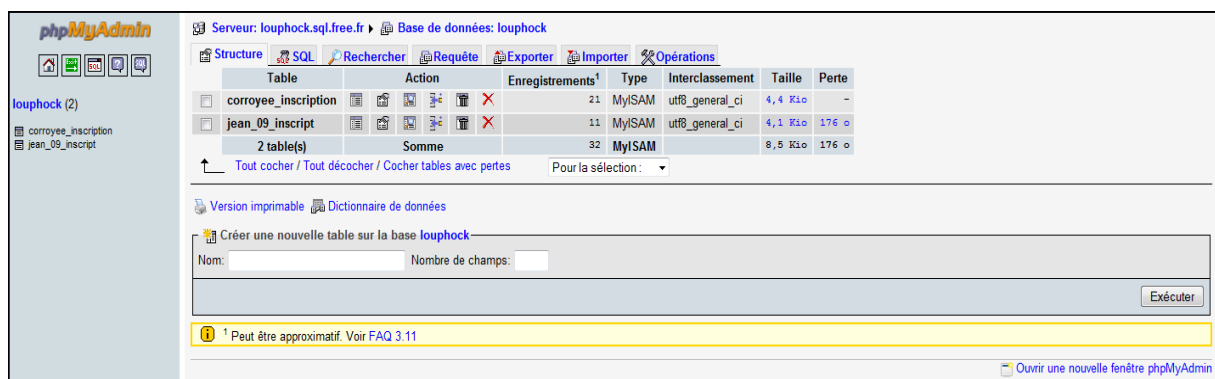 phpMyAdmin
louphock (2)
corroyee_inscription
jean_09_inscript
Serveur: louphock.sql.free.fr Base de données: louphock
Structure SQL Rechercher Requête Exporter Importer Opérations
Table Action Enregistrements1 Type Interclassement Taille Perte
corroyee_inscription 21 MyISAM utf8_general_ci 4,4 Kio -
jean_09_inscript 11 MyISAM utf8_general_ci 4,1 Kio 176 o
2 table(s) Somme 32 MyISAM 8,5 Kio 176 o
Tout cocher / Tout décocher / Cocher tables avec pertes Pour la sélection :
Version imprimable Dictionnaire de données
Créer une nouvelle table sur la base louphock
Nom: Nombre de champs:
Exécuter
1 Peut être approximatif. Voir FAQ 3.11
Ouvrir une nouvelle fenêtre phpMyAdmin